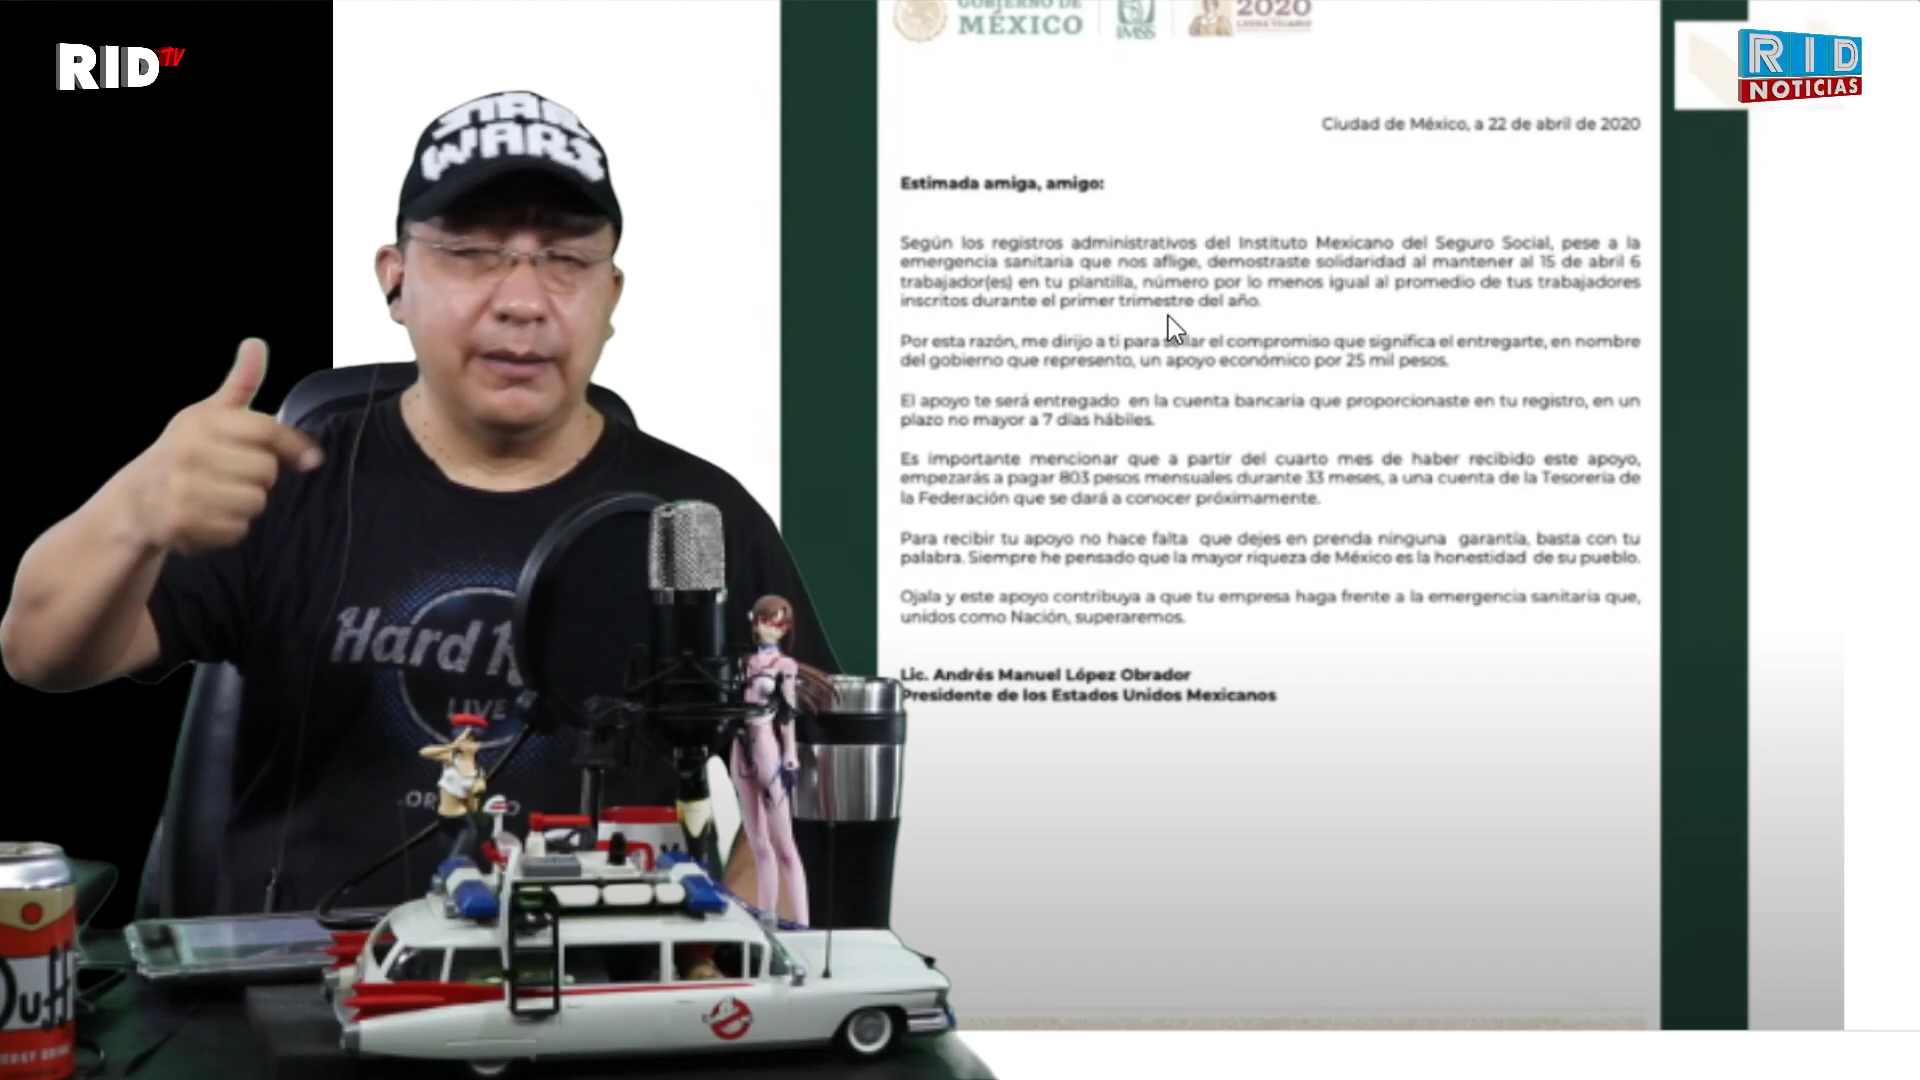 RID TV
GOBIERNO DE
MÉXICO
IMSS
2020
LEONA VICARIO
RID
NOTICIAS
Ciudad de México, a 22 de abril de 2020
Estimada amiga, amigo:
Según los registros administrativos del Instituto Mexicano del Seguro Social, pese a la
emergencia sanitaria que nos aflige, demostraste solidaridad al mantener al 15 de abril 6
trabajador(es) en tu plantilla, número por lo menos igual al promedio de tus trabajadores
inscritos durante el primer trimestre del año.
Por esta razón, me dirijo a ti para el compromiso que significa el entregarte, en nombre
del gobierno que represento, un apoyo económico por 25 mil pesos.
El apoyo te será entregado en la cuenta bancaria que proporcionaste en tu registro, en un
plazo no mayor a 7 días hábiles.
Es importante mencionar que a partir del cuarto mes de haber recibido este apoyo,
empezarás a pagar 803 pesos mensuales durante 33 meses, a una cuenta de la Tesorería de
la Federación que se dará a conocer próximamente.
Para recibir tu apoyo no hace falta que dejes en prenda ninguna garantía, basta con tu
palabra. Siempre he pensado que la mayor riqueza de México es la honestidad de su pueblo.
Ojala y este apoyo contribuya a que tu empresa haga frente a la emergencia sanitaria que,
unidos como Nación, superaremos.
Lic. Andrés Manuel López Obrador
Presidente de los Estados Unidos Mexicanos
STAR
WARS
Hard
LIVE
Duff